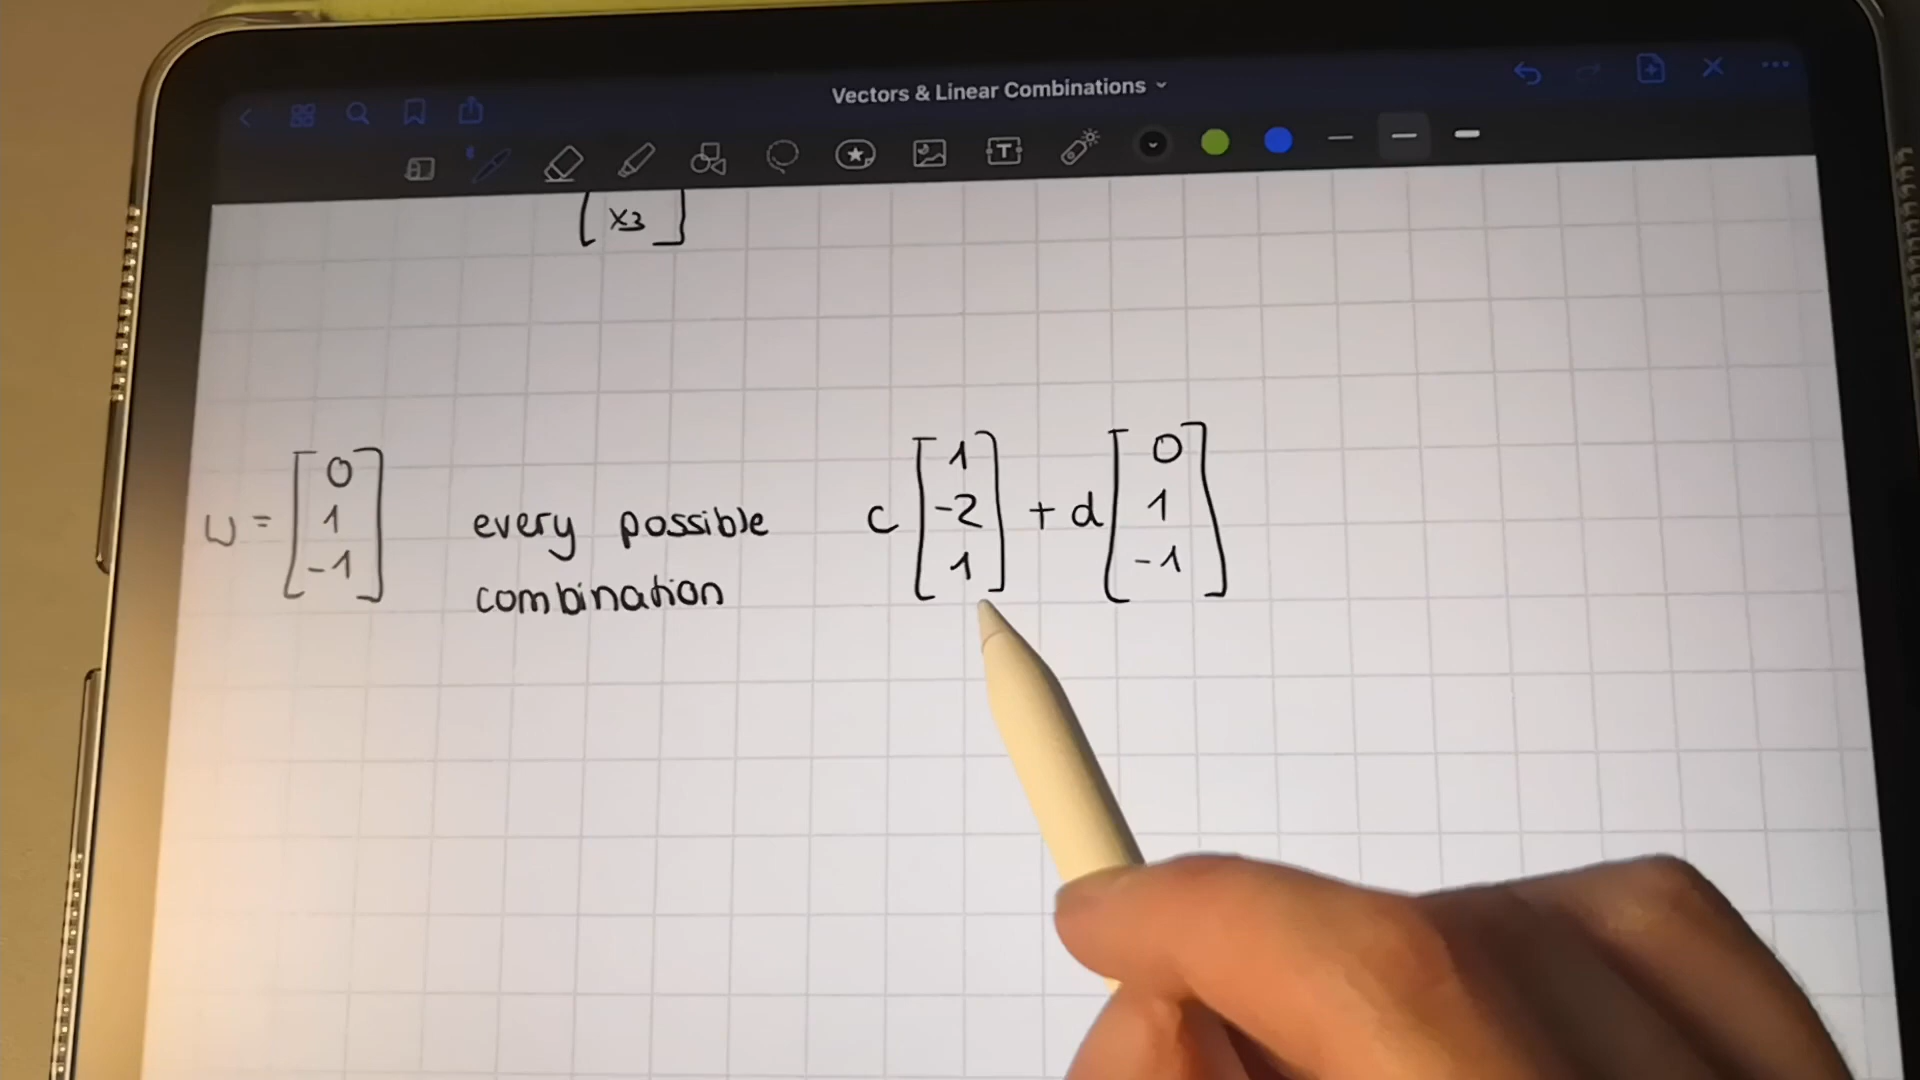 Vectors & Linear Combinations
T
[ x3 ]
w = [ 0 1 -1 ] every possible combination c [ 1 -2 1 ] + d [ 0 1 -1 ]